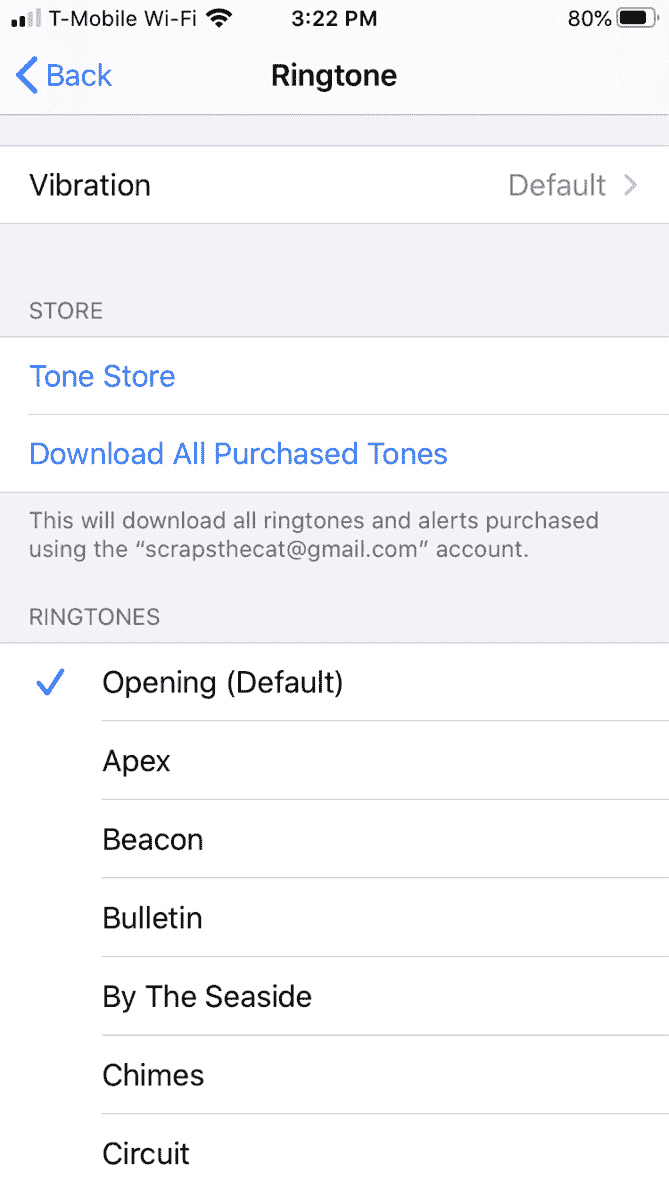 T-Mobile Wi-Fi 3:22 PM 80%
Back Ringtone
Vibration Default
STORE
Tone Store
Download All Purchased Tones
This will download all ringtones and alerts purchased
using the “scrapsthecat@gmail.com” account.
RINGTONES
Opening (Default)
Apex
Beacon
Bulletin
By The Seaside
Chimes
Circuit